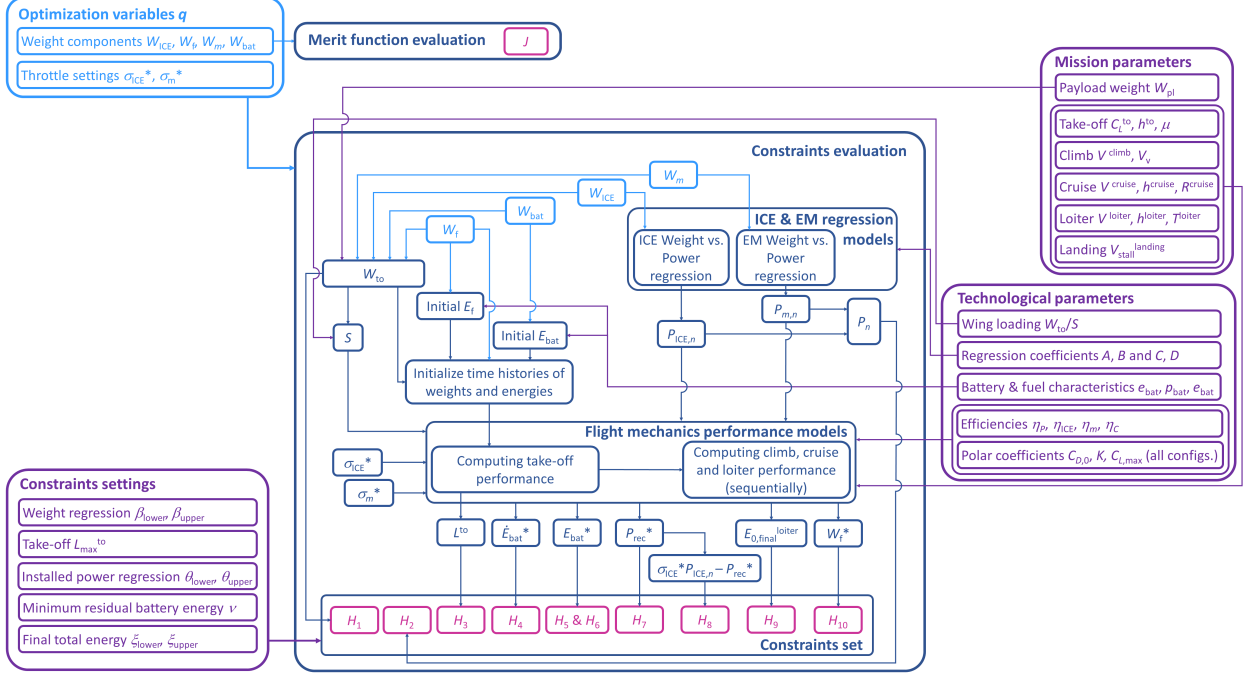 Optimization variables q
Weight components W_ICE, W_f, W_m, W_bat
Throttle settings σ_ICE*, σ_m*
Merit function evaluation J
Mission parameters
Payload weight W_pl
Take-off C_L^to, h^to, μ
Climb V^climb, V_v
Cruise V^cruise, h^cruise, R^cruise
Loiter V^loiter, h^loiter, T^loiter
Landing V_stall^landing
Constraints evaluation
W_m
W_ICE
W_bat
W_f
ICE & EM regression
models
ICE Weight vs.
Power
regression
EM Weight vs.
Power
regression
W_to
Initial E_f
S
Initial E_bat
P_m,n
P_ICE,n
P_n
Initialize time histories of
weights and energies
Technological parameters
Wing loading W_to/S
Regression coefficients A, B and C, D
Battery & fuel characteristics e_bat, p_bat, e_bat
Efficiencies η_P, η_ICE, η_m, η_C
Polar coefficients C_D,0, K, C_L,max (all configs.)
Flight mechanics performance models
Computing take-off
performance
Computing climb, cruise
and loiter performance
(sequentially)
σ_ICE*
σ_m*
L^to
Ė_bat*
E_bat*
P_rec*
E_0,final^loiter
W_f*
σ_ICE*P_ICE,n − P_rec*
Constraints settings
Weight regression β_lower, β_upper
Take-off L_max^to
Installed power regression θ_lower, θ_upper
Minimum residual battery energy ν
Final total energy ξ_lower, ξ_upper
H_1
H_2
H_3
H_4
H_5 & H_6
H_7
H_8
H_9
H_10
Constraints set